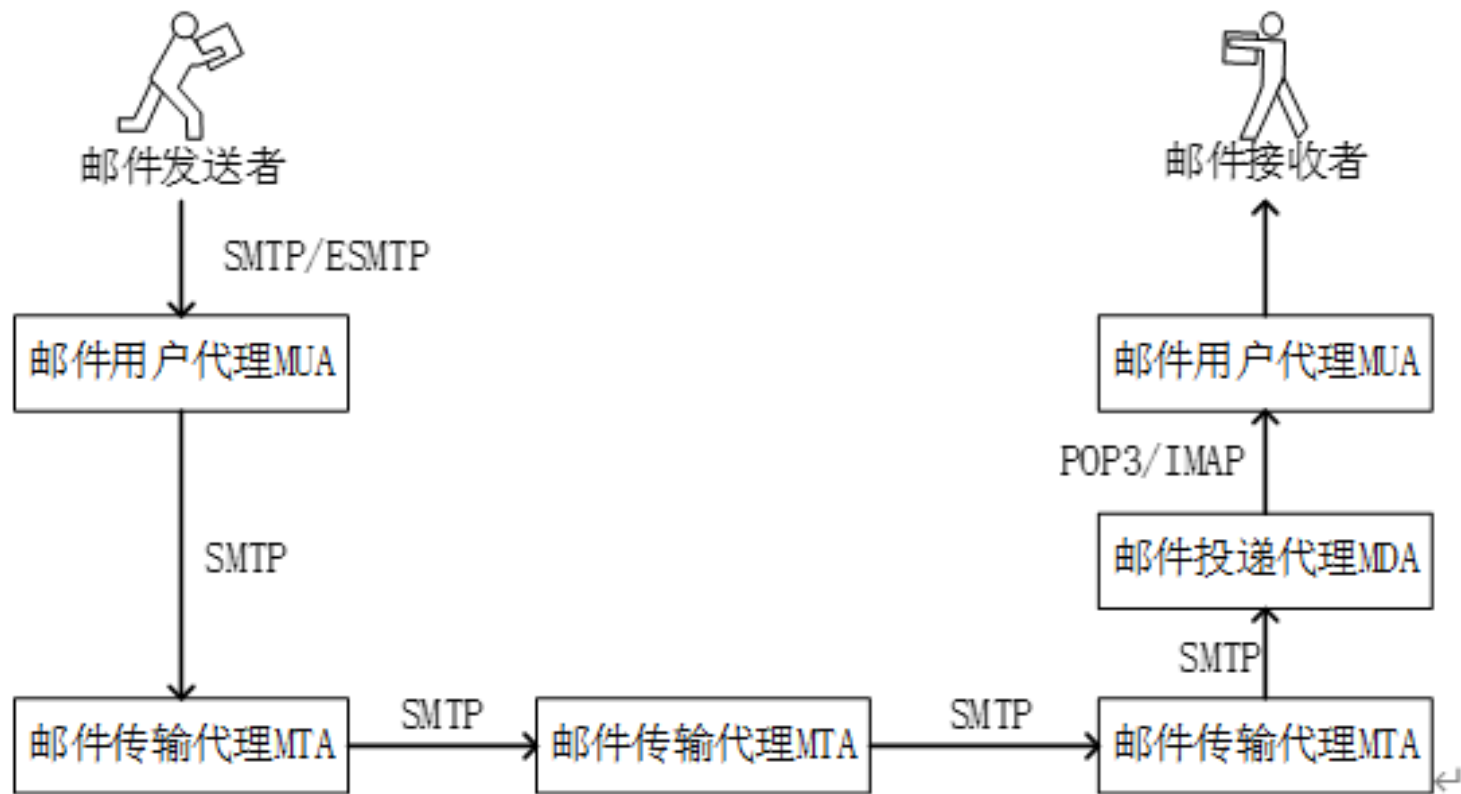 邮件发送者
邮件接收者
SMTP/ESMTP
邮件用户代理MUA
邮件用户代理MUA
POP3/IMAP
SMTP
邮件投递代理MDA
SMTP
邮件传输代理MTA
SMTP
邮件传输代理MTA
SMTP
邮件传输代理MTA